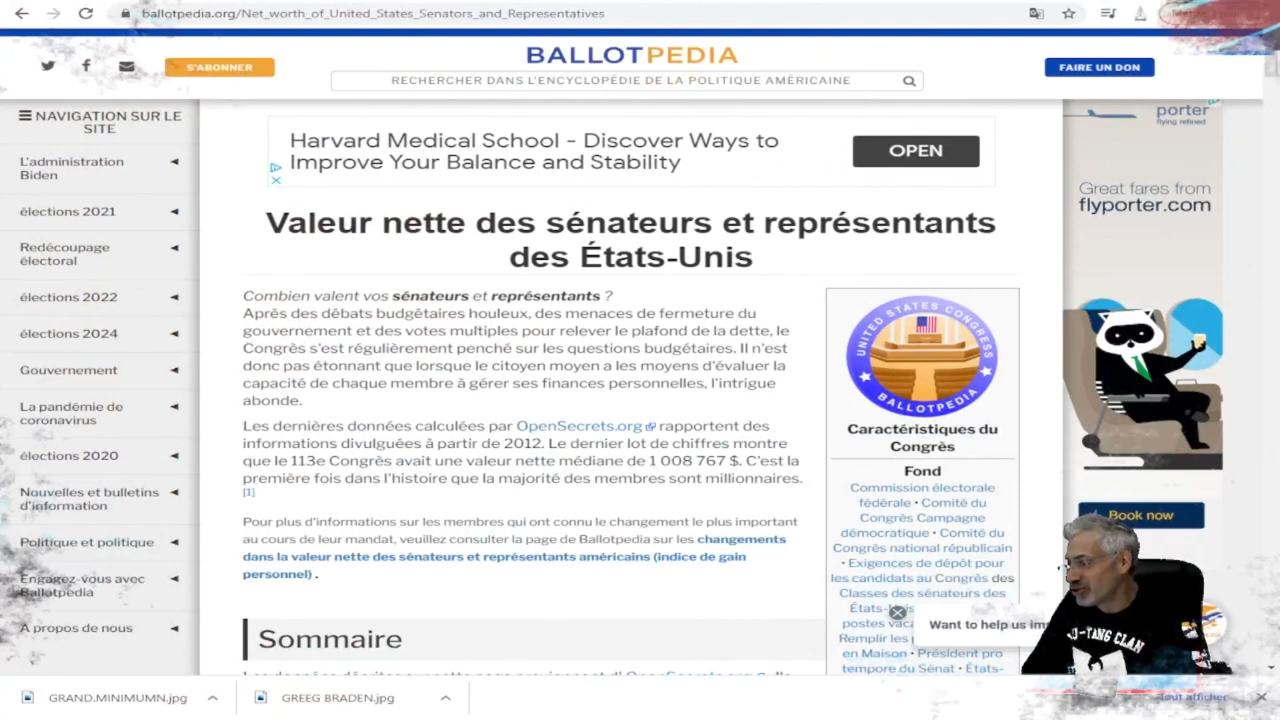 ballotpedia.org/Net_worth_of_United_States_Senators_and_Representatives
BALLOTPEDIA
S'ABONNER
RECHERCHER DANS L'ENCYCLOPÉDIE DE LA POLITIQUE AMÉRICAINE
FAIRE UN DON
NAVIGATION SUR LE
SITE
L'administration
Biden
élections 2021
Redécoupage
électoral
élections 2022
élections 2024
Gouvernement
La pandémie de
coronavirus
élections 2020
Nouvelles et bulletins
d'information
Politique et politique
Engagez-vous avec
Ballotpedia
A propos de nous
Harvard Medical School - Discover Ways to
Improve Your Balance and Stability
OPEN
Valeur nette des sénateurs et représentants
des États-Unis
Combien valent vos sénateurs et représentants ?
Après des débats budgétaires houleux, des menaces de fermeture du
gouvernement et des votes multiples pour relever le plafond de la dette, le
Congrès s'est régulièrement penché sur les questions budgétaires. Il n'est
donc pas étonnant que lorsque le citoyen moyen a les moyens d'évaluer la
capacité de chaque membre à gérer ses finances personnelles, l'intrigue
abonde.
Les dernières données calculées par OpenSecrets.org rapportent des
informations divulguées à partir de 2012. Le dernier lot de chiffres montre
que le 113e Congrès avait une valeur nette médiane de 1 008 767 $. C'est la
première fois dans l'histoire que la majorité des membres sont millionnaires.
[1]
Pour plus d'informations sur les membres qui ont connu le changement le plus important
au cours de leur mandat, veuillez consulter la page de Ballotpedia sur les changements
dans la valeur nette des sénateurs et représentants américains (indice de gain
personnel) .
Sommaire
UNITED STATES CONGRESS
BALLOTPEDIA
Caractéristiques du
Congrès
Fond
Commission électorale
fédérale • Comité du
Congrès Campagne
démocratique • Comité du
Congrès national républicain
• Exigences de dépôt pour
les candidats au Congrès des
Classes des sénateurs des
États-
postes
Remplir les
en Maison • Président pro
tempore du Sénat • États-
porter
flying refined
Great fares from
flyporter.com
Book now
Want to help us
TANG CLAN
GRAND.MINIMUMN.jpg
GREEG BRADEN.jpg
Tout afficher